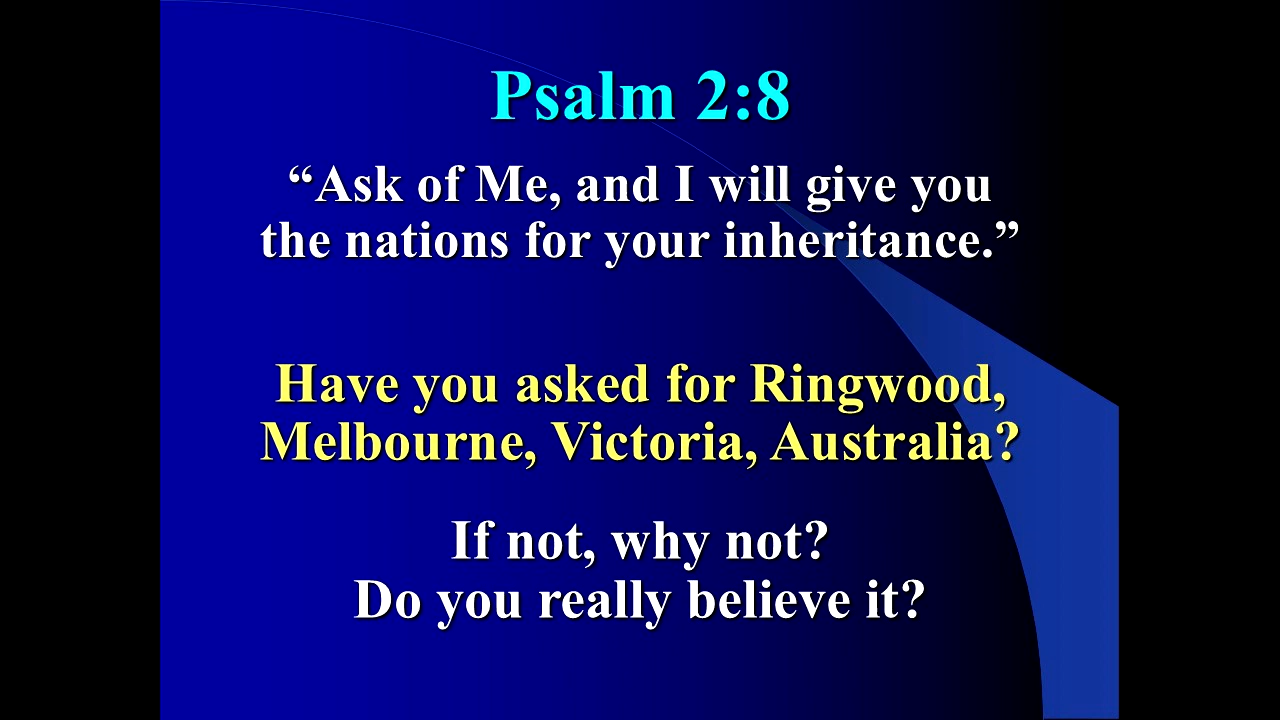 Psalm 2:8
“Ask of Me, and I will give you
the nations for your inheritance.”
Have you asked for Ringwood,
Melbourne, Victoria, Australia?
If not, why not?
Do you really believe it?